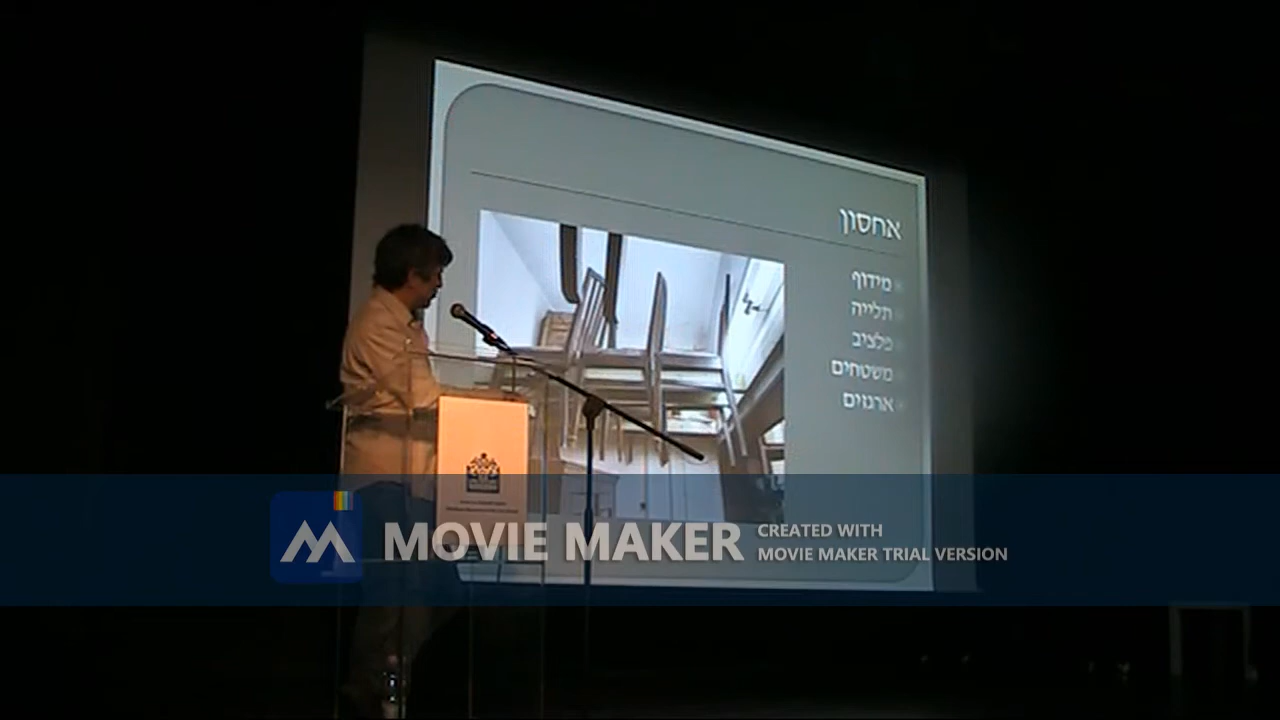 אחסון
מידוף
תלייה
פלציב
משטחים
ארגזים
MOVIE MAKER
CREATED WITH
MOVIE MAKER TRIAL VERSION